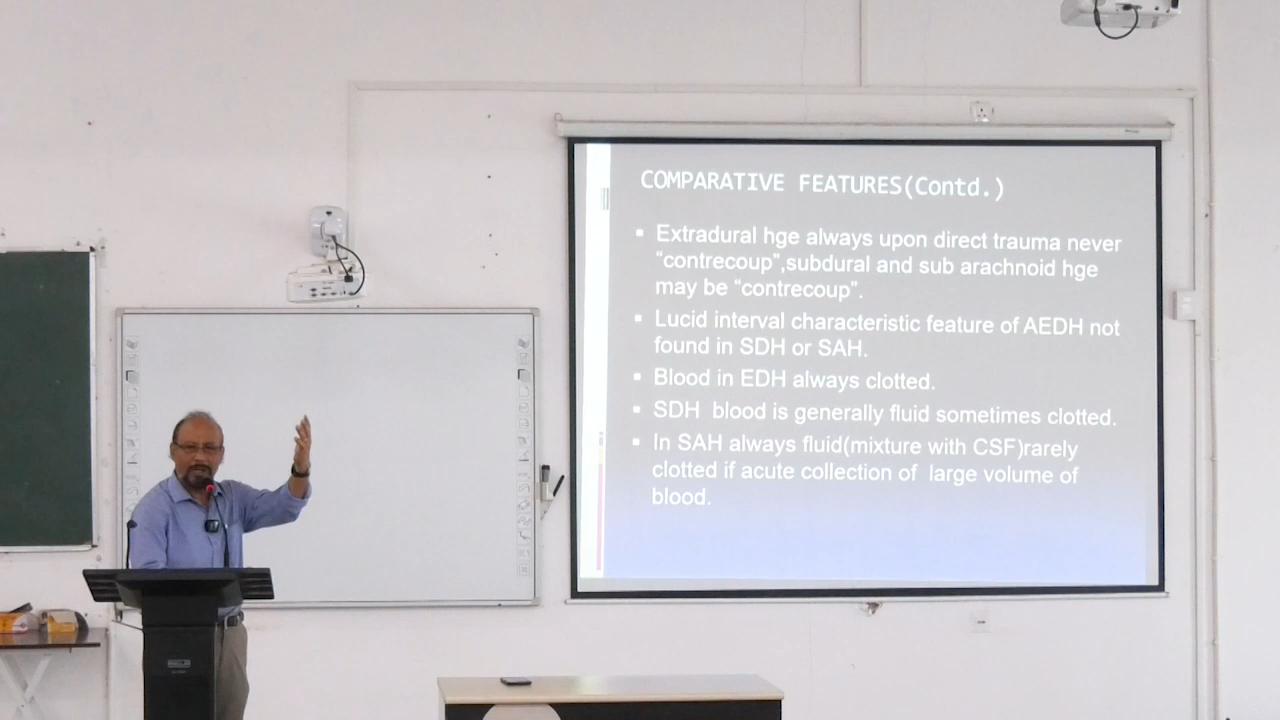 COMPARATIVE FEATURES(Contd.)
▪ Extradural hge always upon direct trauma never
"contrecoup",subdural and sub arachnoid hge
may be "contrecoup".
▪ Lucid interval characteristic feature of AEDH not
found in SDH or SAH.
▪ Blood in EDH always clotted.
▪ SDH blood is generally fluid sometimes clotted.
▪ In SAH always fluid(mixture with CSF)rarely
clotted if acute collection of large volume of
blood.